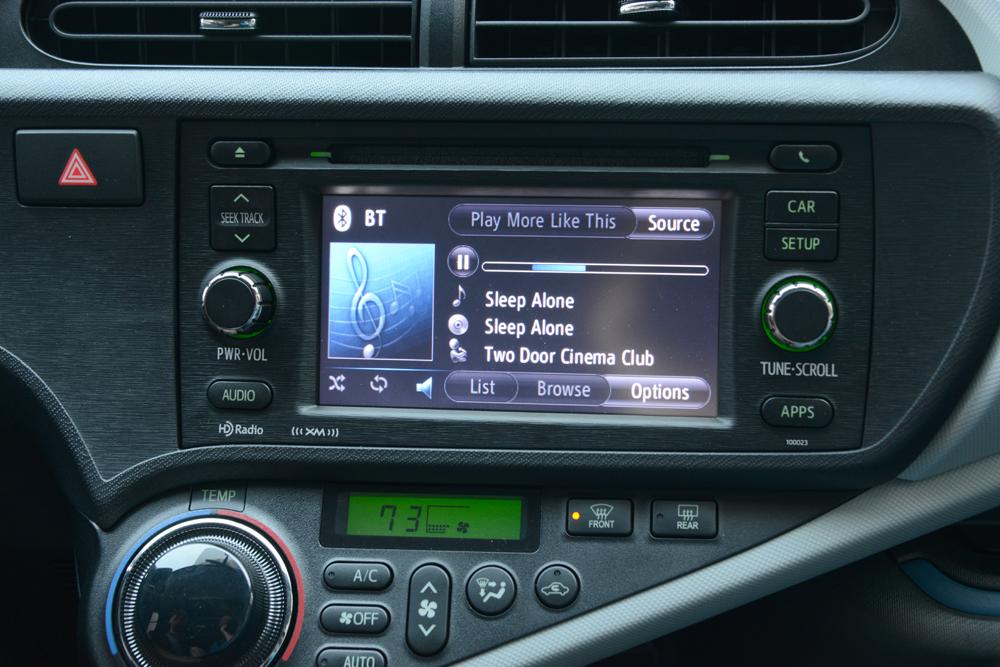 BT
Play More Like This
Source
SEEK TRACK
CAR
SETUP
Sleep Alone
Sleep Alone
Two Door Cinema Club
PWR·VOL
TUNE·SCROLL
List
Browse
Options
AUDIO
APPS
HD Radio
((( XM )))
100023
TEMP
73
FRONT
REAR
A/C
OFF
AUTO